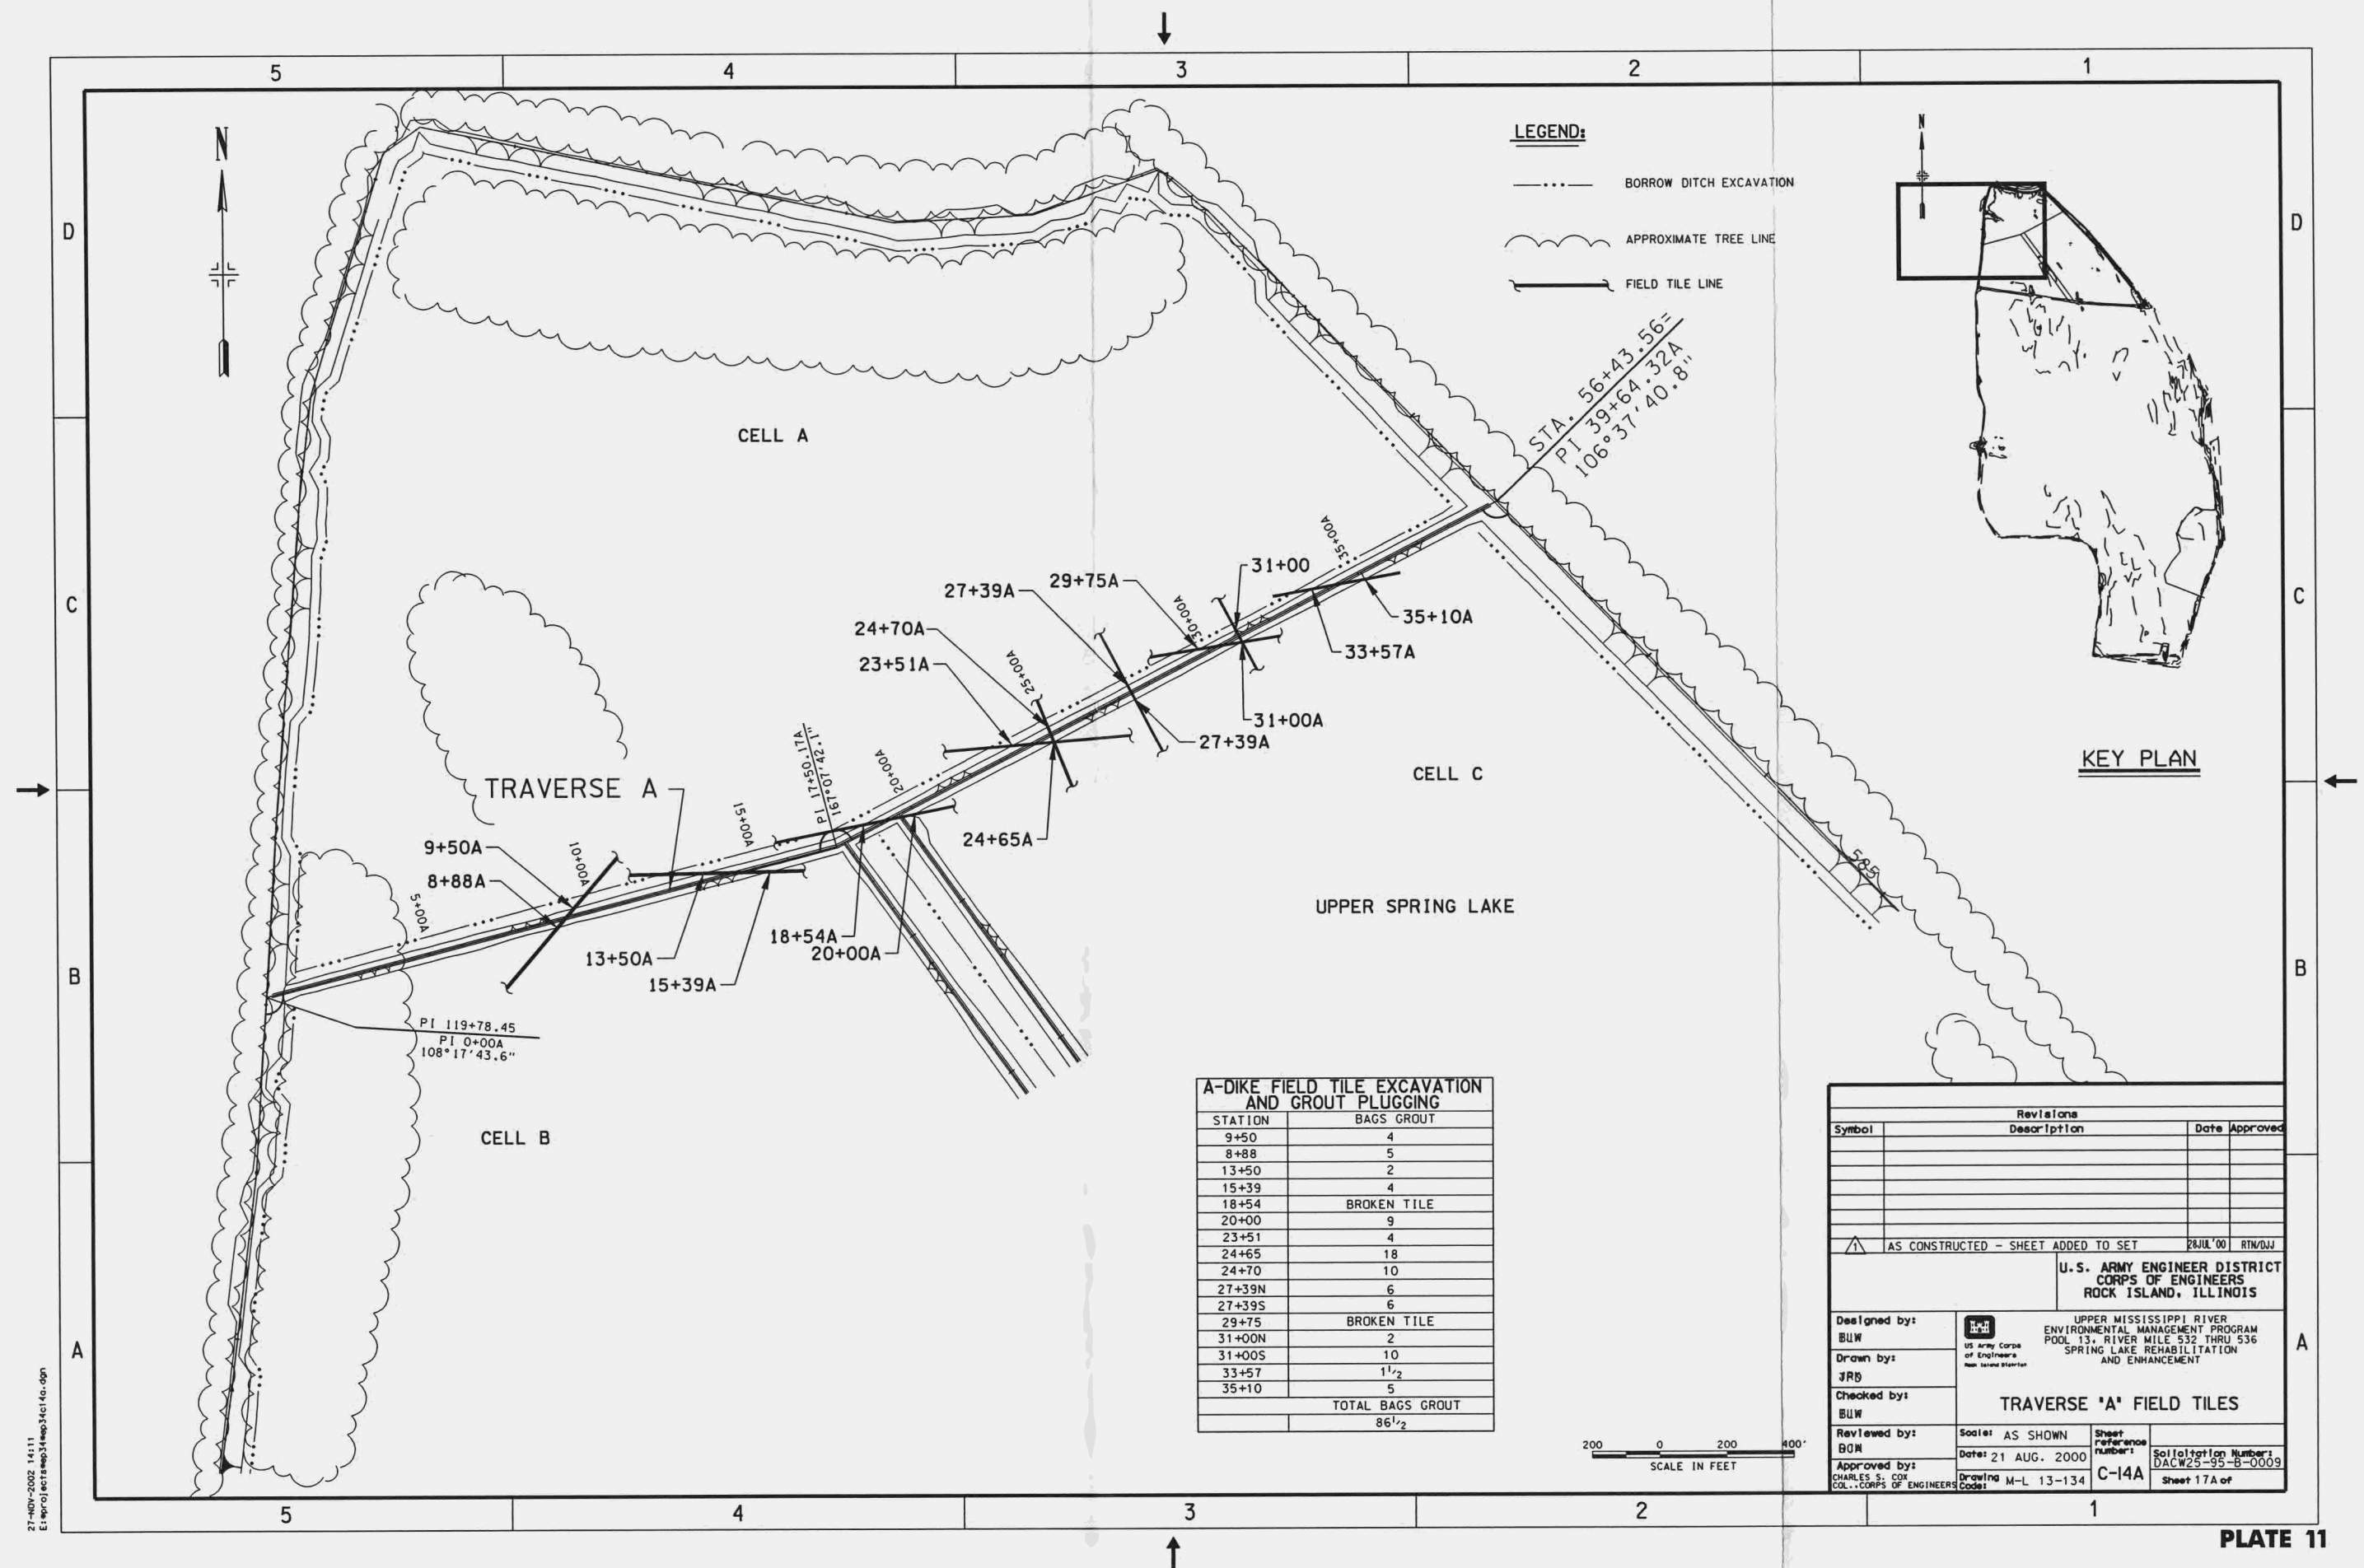 5 4 3 2 1
N
LEGEND:
BORROW DITCH EXCAVATION
APPROXIMATE TREE LINE
FIELD TILE LINE
N
D
D
STA. 56+43.56=
PI 39+64.32A
106°37'40.8"
CELL A
C
C
35+00A
31+00
29+75A
27+39A
30+00A
35+10A
24+70A
33+57A
23+51A
25+00A
31+00A
27+39A
KEY PLAN
CELL C
PI 17+50.17A
167°07'42.1"
20+00A
TRAVERSE A
15+00A
24+65A
9+50A
10+00A
8+88A
585
5+00A
UPPER SPRING LAKE
18+54A
20+00A
13+50A
15+39A
B
B
PI 119+78.45
PI 0+00A
108°17'43.6"
CELL B
A-DIKE FIELD TILE EXCAVATION
AND GROUT PLUGGING
STATION BAGS GROUT
9+50 4
8+88 5
13+50 2
15+39 4
18+54 BROKEN TILE
20+00 9
23+51 4
24+65 18
24+70 10
27+39N 6
27+39S 6
29+75 BROKEN TILE
31+00N 2
31+00S 10
33+57 1 1/2
35+10 5
TOTAL BAGS GROUT
86 1/2
200 0 200 400'
SCALE IN FEET
Revisions
Symbol Description Date Approved
1 AS CONSTRUCTED - SHEET ADDED TO SET 28JUL'00 RTN/DJJ
U.S. ARMY ENGINEER DISTRICT
CORPS OF ENGINEERS
ROCK ISLAND, ILLINOIS
Designed by:
BUW
Drawn by:
JRD
Checked by:
BUW
Reviewed by:
Approved by:
CHARLES S. COX
COL., CORPS OF ENGINEERS
US Army Corps
of Engineers
Rock Island District
UPPER MISSISSIPPI RIVER
ENVIRONMENTAL MANAGEMENT PROGRAM
POOL 13, RIVER MILE 532 THRU 536
SPRING LAKE REHABILITATION
AND ENHANCEMENT
TRAVERSE "A" FIELD TILES
Scale: AS SHOWN
Date: 21 AUG. 2000
Drawing Code: M-L 13-134
Sheet reference number:
C-14A
Solicitation Number:
DACW25-95-B-0009
Sheet 17A of
A
A
5 4 3 2 1
PLATE 11
27-NOV-2002 14:11